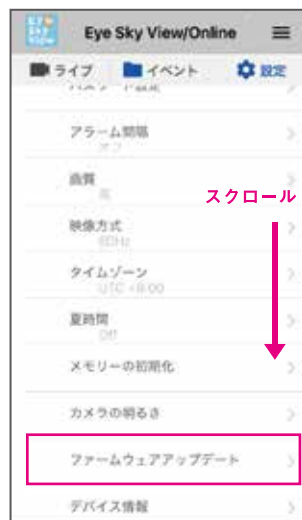 Eye Sky View/Online
ライブ イベント 設定
アラーム間隔
オフ
画質
高
スクロール
映像方式
60Hz
タイムゾーン
UTC +9:00
夏時間
Off
メモリーの初期化
カメラの明るさ
ファームウェアアップデート
デバイス情報